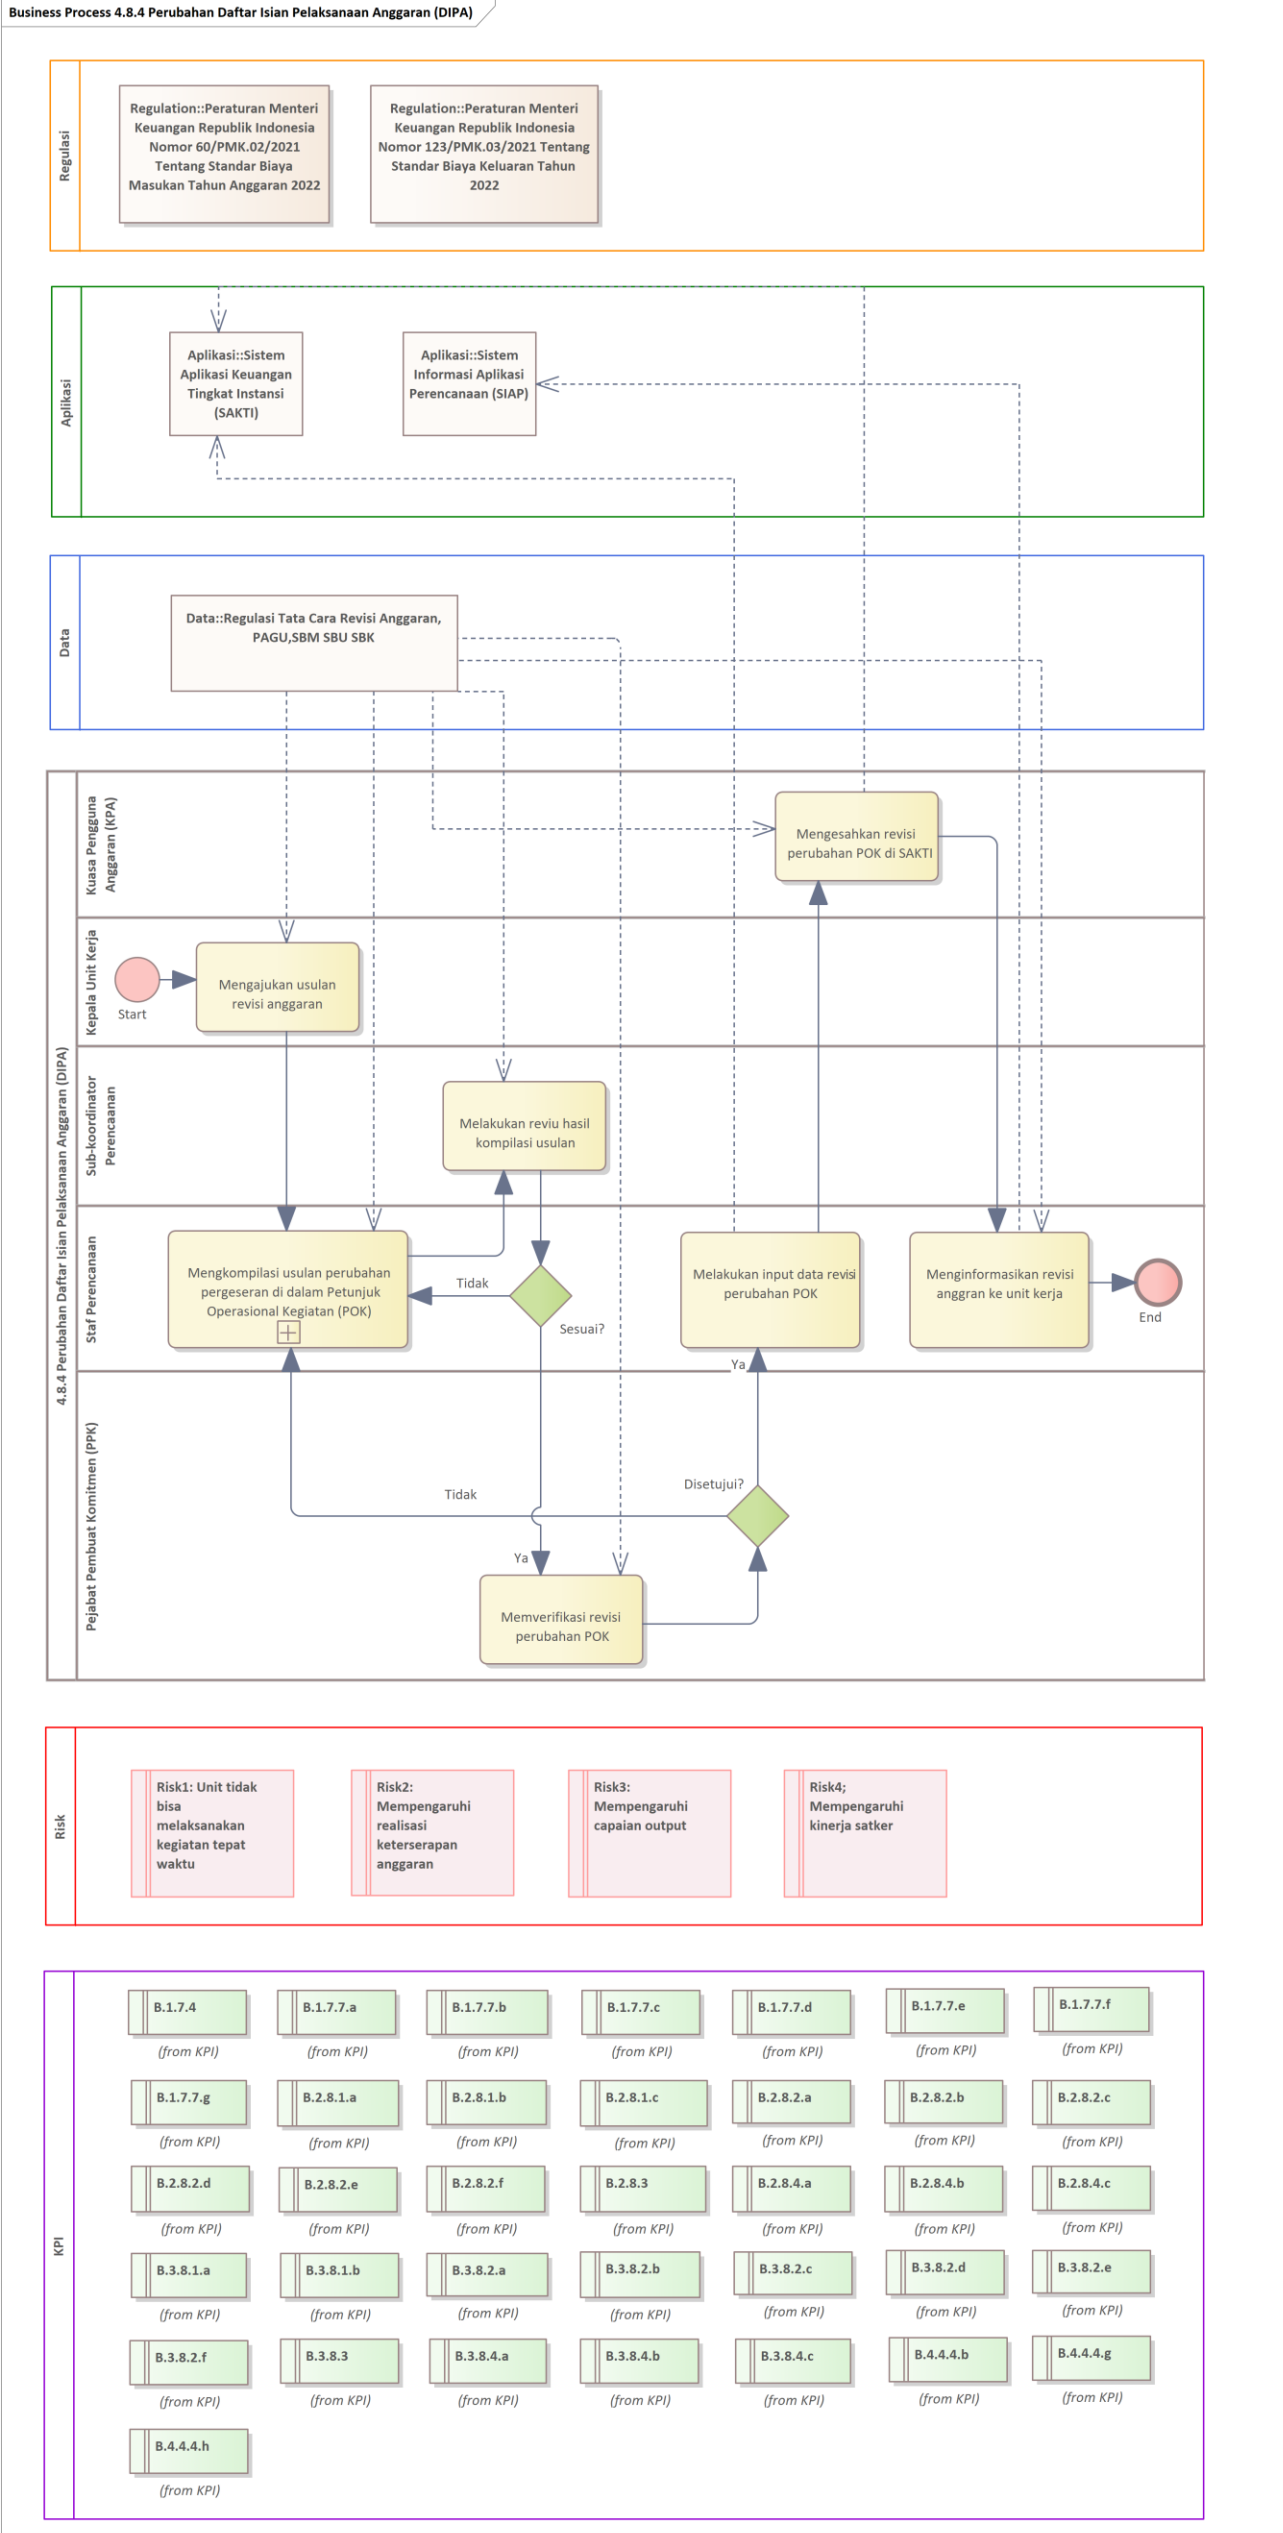 Business Process 4.8.4 Perubahan Daftar Isian Pelaksanaan Anggaran (DIPA)
Regulasi
Regulation::Peraturan Menteri
Keuangan Republik Indonesia
Nomor 60/PMK.02/2021
Tentang Standar Biaya
Masukan Tahun Anggaran 2022
Regulation::Peraturan Menteri
Keuangan Republik Indonesia
Nomor 123/PMK.03/2021 Tentang
Standar Biaya Keluaran Tahun
2022
Aplikasi
Aplikasi::Sistem
Aplikasi Keuangan
Tingkat Instansi
(SAKTI)
Aplikasi::Sistem
Informasi Aplikasi
Perencanaan (SIAP)
Data
Data::Regulasi Tata Cara Revisi Anggaran,
PAGU,SBM SBU SBK
4.8.4 Perubahan Daftar Isian Pelaksanaan Anggaran (DIPA)
Kuasa Pengguna
Anggaran (KPA)
Mengesahkan revisi
perubahan POK di SAKTI
Kepala Unit Kerja
Start
Mengajukan usulan
revisi anggaran
Sub-koordinator
Perencaanan
Melakukan reviu hasil
kompilasi usulan
Staf Perencanaan
Mengkompilasi usulan perubahan
pergeseran di dalam Petunjuk
Operasional Kegiatan (POK)
Tidak
Sesuai?
Melakukan input data revisi
perubahan POK
Menginformasikan revisi
anggran ke unit kerja
End
Ya
Pejabat Pembuat Komitmen (PPK)
Disetujui?
Tidak
Ya
Memverifikasi revisi
perubahan POK
Risk
Risk1: Unit tidak
bisa
melaksanakan
kegiatan tepat
waktu
Risk2:
Mempengaruhi
realisasi
keterserapan
anggaran
Risk3:
Mempengaruhi
capaian output
Risk4;
Mempengaruhi
kinerja satker
KPI
B.1.7.4
(from KPI)
B.1.7.7.a
(from KPI)
B.1.7.7.b
(from KPI)
B.1.7.7.c
(from KPI)
B.1.7.7.d
(from KPI)
B.1.7.7.e
(from KPI)
B.1.7.7.f
(from KPI)
B.1.7.7.g
(from KPI)
B.2.8.1.a
(from KPI)
B.2.8.1.b
(from KPI)
B.2.8.1.c
(from KPI)
B.2.8.2.a
(from KPI)
B.2.8.2.b
(from KPI)
B.2.8.2.c
(from KPI)
B.2.8.2.d
(from KPI)
B.2.8.2.e
(from KPI)
B.2.8.2.f
(from KPI)
B.2.8.3
(from KPI)
B.2.8.4.a
(from KPI)
B.2.8.4.b
(from KPI)
B.2.8.4.c
(from KPI)
B.3.8.1.a
(from KPI)
B.3.8.1.b
(from KPI)
B.3.8.2.a
(from KPI)
B.3.8.2.b
(from KPI)
B.3.8.2.c
(from KPI)
B.3.8.2.d
(from KPI)
B.3.8.2.e
(from KPI)
B.3.8.2.f
(from KPI)
B.3.8.3
(from KPI)
B.3.8.4.a
(from KPI)
B.3.8.4.b
(from KPI)
B.3.8.4.c
(from KPI)
B.4.4.4.b
(from KPI)
B.4.4.4.g
(from KPI)
B.4.4.4.h
(from KPI)